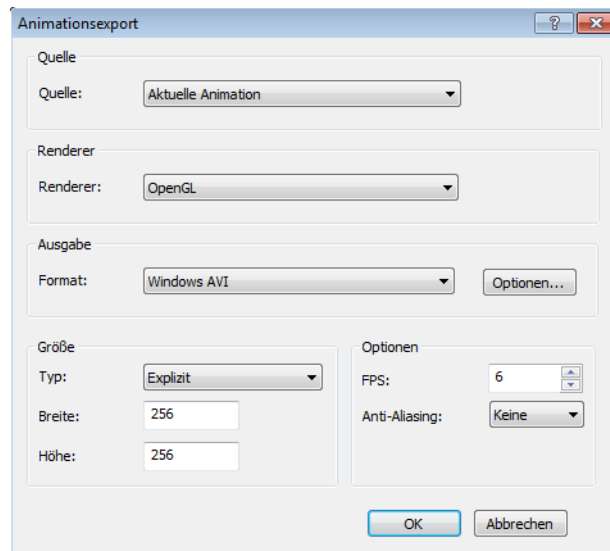 Animationsexport
Quelle
Quelle: Aktuelle Animation
Renderer
Renderer: OpenGL
Ausgabe
Format: Windows AVI Optionen...
Größe
Typ: Explizit
Breite: 256
Höhe: 256
Optionen
FPS: 6
Anti-Aliasing: Keine
OK Abbrechen